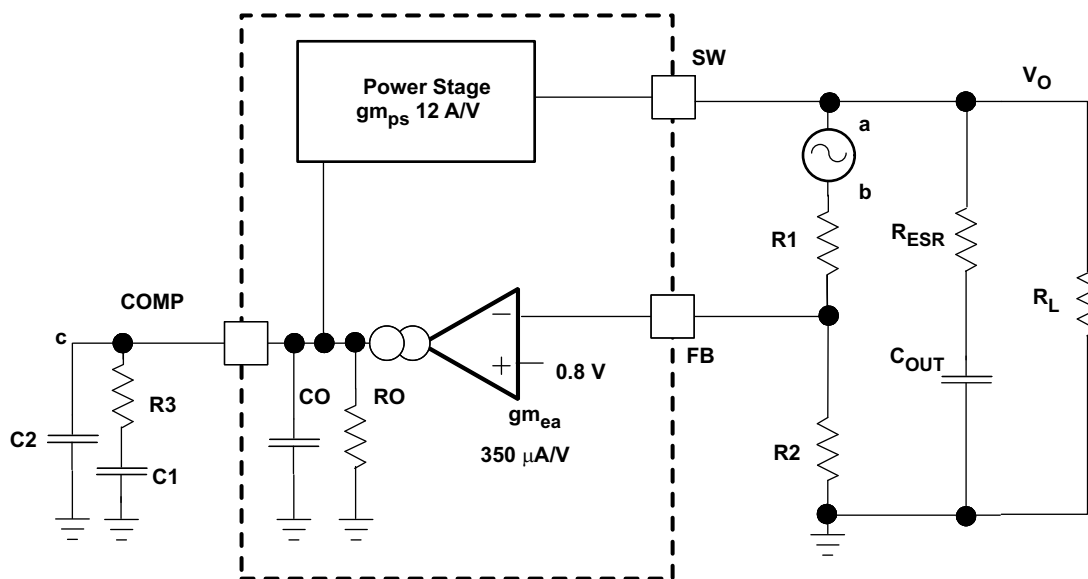 Power Stage
gm_ps 12 A/V
SW
V_O
a
b
R1
R_ESR
R_L
COMP
c
R3
C2
C1
CO
RO
−
+
0.8 V
gm_ea
350 μA/V
FB
C_OUT
R2